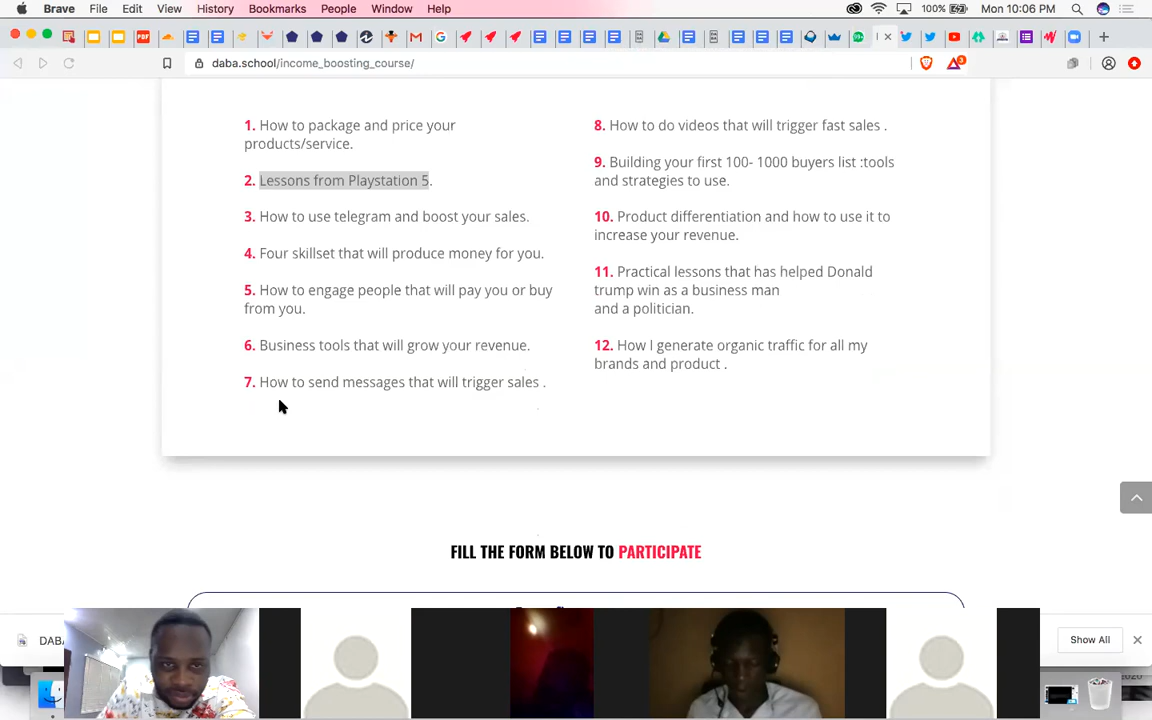 Brave File Edit View History Bookmarks People Window Help 100% Mon 10:06 PM
daba.school/income_boosting_course/
1. How to package and price your
products/service.
2. Lessons from Playstation 5.
3. How to use telegram and boost your sales.
4. Four skillset that will produce money for you.
5. How to engage people that will pay you or buy
from you.
6. Business tools that will grow your revenue.
7. How to send messages that will trigger sales .
8. How to do videos that will trigger fast sales .
9. Building your first 100- 1000 buyers list :tools
and strategies to use.
10. Product differentiation and how to use it to
increase your revenue.
11. Practical lessons that has helped Donald
trump win as a business man
and a politician.
12. How I generate organic traffic for all my
brands and product .
FILL THE FORM BELOW TO PARTICIPATE
DABA
Show All